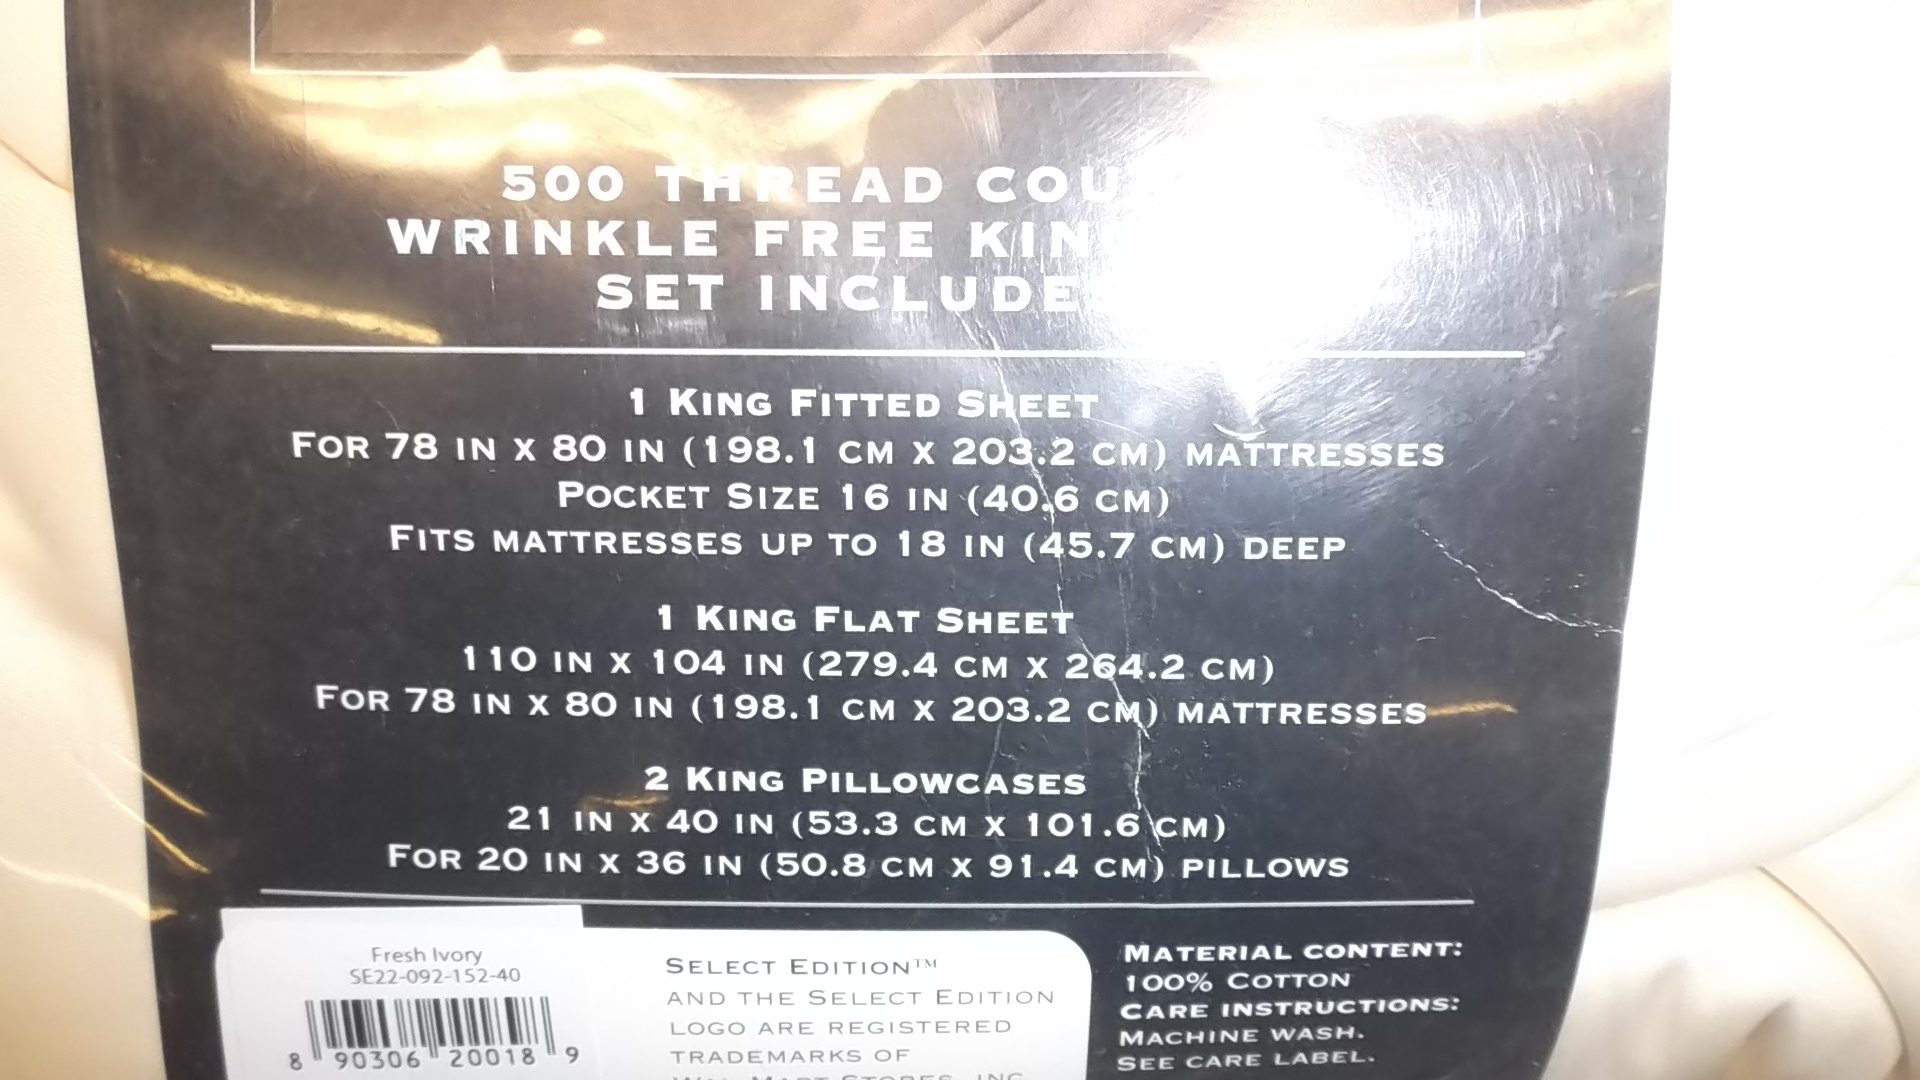 500 THREAD COU
WRINKLE FREE KIN
SET INCLUDE
1 KING FITTED SHEET
FOR 78 IN X 80 IN (198.1 CM X 203.2 CM) MATTRESSES
POCKET SIZE 16 IN (40.6 CM)
FITS MATTRESSES UP TO 18 IN (45.7 CM) DEEP
1 KING FLAT SHEET
110 IN X 104 IN (279.4 CM X 264.2 CM)
FOR 78 IN X 80 IN (198.1 CM X 203.2 CM) MATTRESSES
2 KING PILLOWCASES
21 IN X 40 IN (53.3 CM X 101.6 CM)
FOR 20 IN X 36 IN (50.8 CM X 91.4 CM) PILLOWS
Fresh Ivory
SE22-092-152-40
8 90306 20018 9
SELECT EDITION™
AND THE SELECT EDITION
LOGO ARE REGISTERED
TRADEMARKS OF
WAL-MART STORES, INC.
MATERIAL CONTENT:
100% COTTON
CARE INSTRUCTIONS:
MACHINE WASH.
SEE CARE LABEL.